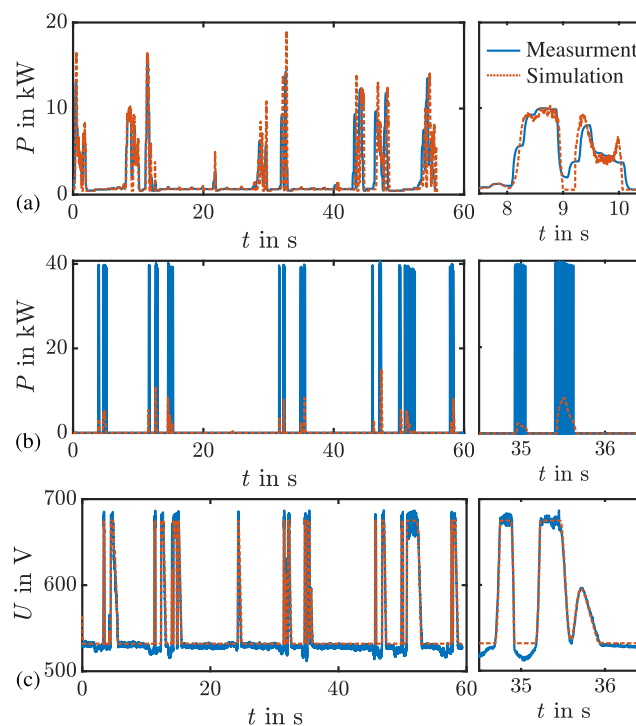 20
10
0
P in kW
(a)
0 20 40 60
t in s
Measurment
Simulation
8 9 10
t in s
40
20
0
P in kW
(b)
0 20 40 60
t in s
35 36
t in s
700
600
500
U in V
(c)
0 20 40 60
t in s
35 36
t in s